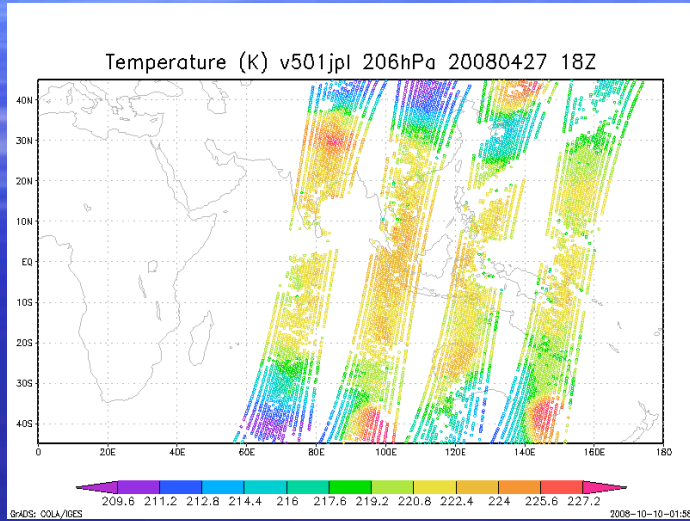 Temperature (K) v501jpl 206hPa 20080427 18Z
40N
30N
20N
10N
EQ
10S
20S
30S
40S
0 20E 40E 60E 80E 100E 120E 140E 160E 180
209.6 211.2 212.8 214.4 216 217.6 219.2 220.8 222.4 224 225.6 227.2
GrADS: COLA/IGES
2008-10-10-01:58